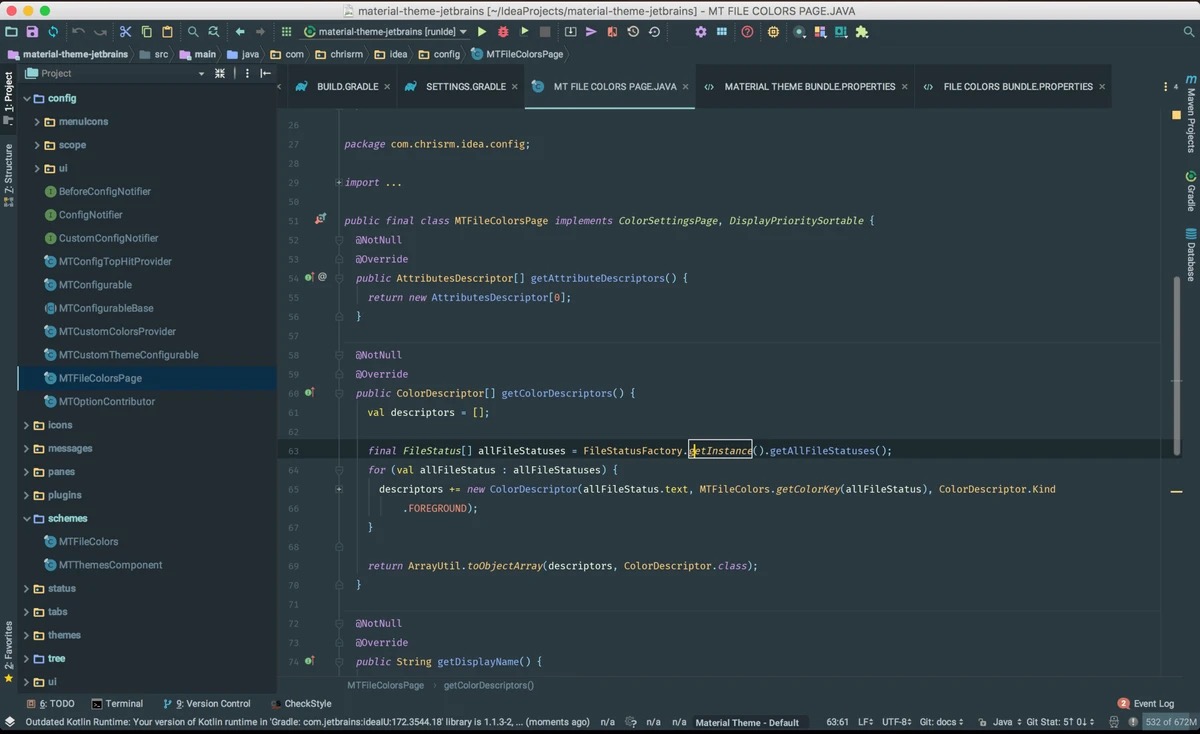 material-theme-jetbrains [~/IdeaProjects/material-theme-jetbrains] - MT FILE COLORS PAGE.JAVA
material-theme-jetbrains [runIde]
material-theme-jetbrains src main java com chrisrm idea config MTFileColorsPage
Project
BUILD.GRADLE SETTINGS.GRADLE MT FILE COLORS PAGE.JAVA MATERIAL THEME BUNDLE.PROPERTIES FILE COLORS BUNDLE.PROPERTIES 4
1: Project
7: Structure
2: Favorites
config
menuIcons
scope
ui
BeforeConfigNotifier
ConfigNotifier
CustomConfigNotifier
MTConfigTopHitProvider
MTConfigurable
MTConfigurableBase
MTCustomColorsProvider
MTCustomThemeConfigurable
MTFileColorsPage
MTOptionContributor
icons
messages
panes
plugins
schemes
MTFileColors
MTThemesComponent
status
tabs
themes
tree
ui
26
27 package com.chrisrm.idea.config;
28
29 import ...
50
51 public final class MTFileColorsPage implements ColorSettingsPage, DisplayPrioritySortable {
52 @NotNull
53 @Override
54 @ public AttributesDescriptor[] getAttributeDescriptors() {
55 return new AttributesDescriptor[0];
56 }
57
58 @NotNull
59 @Override
60 public ColorDescriptor[] getColorDescriptors() {
61 val descriptors = [];
62
63 final FileStatus[] allFileStatuses = FileStatusFactory.getInstance().getAllFileStatuses();
64 for (val allFileStatus : allFileStatuses) {
65 descriptors += new ColorDescriptor(allFileStatus.text, MTFileColors.getColorKey(allFileStatus), ColorDescriptor.Kind
66 .FOREGROUND);
67 }
68
69 return ArrayUtil.toObjectArray(descriptors, ColorDescriptor.class);
70 }
71
72 @NotNull
73 @Override
74 public String getDisplayName() {
MTFileColorsPage › getColorDescriptors()
Maven Projects
Gradle
Database
6: TODO Terminal 9: Version Control CheckStyle 2 Event Log
Outdated Kotlin Runtime: Your version of Kotlin runtime in 'Gradle: com.jetbrains:ideaIU:172.3544.18' library is 1.1.3-2, ... (moments ago) n/a n/a n/a Material Theme - Default 63:61 LF÷ UTF-8÷ Git: docs÷ Java ÷ Git Stat: 5↑ 0↓÷ 532 of 672M